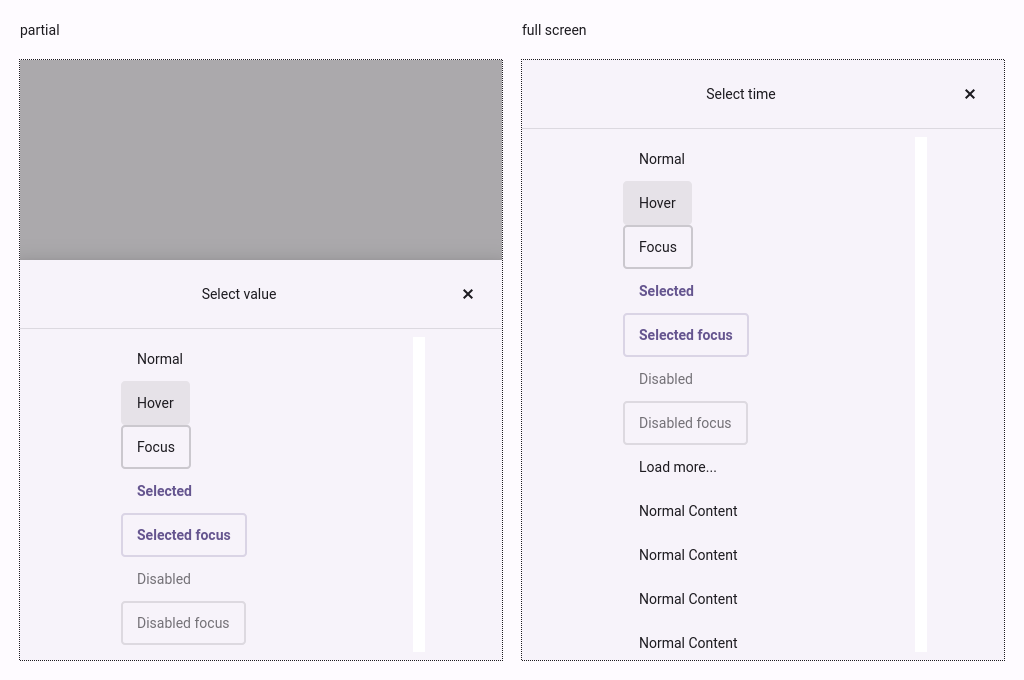 partial
Select value
Normal
Hover
Focus
Selected
Selected focus
Disabled
Disabled focus
full screen
Select time
Normal
Hover
Focus
Selected
Selected focus
Disabled
Disabled focus
Load more...
Normal Content
Normal Content
Normal Content
Normal Content